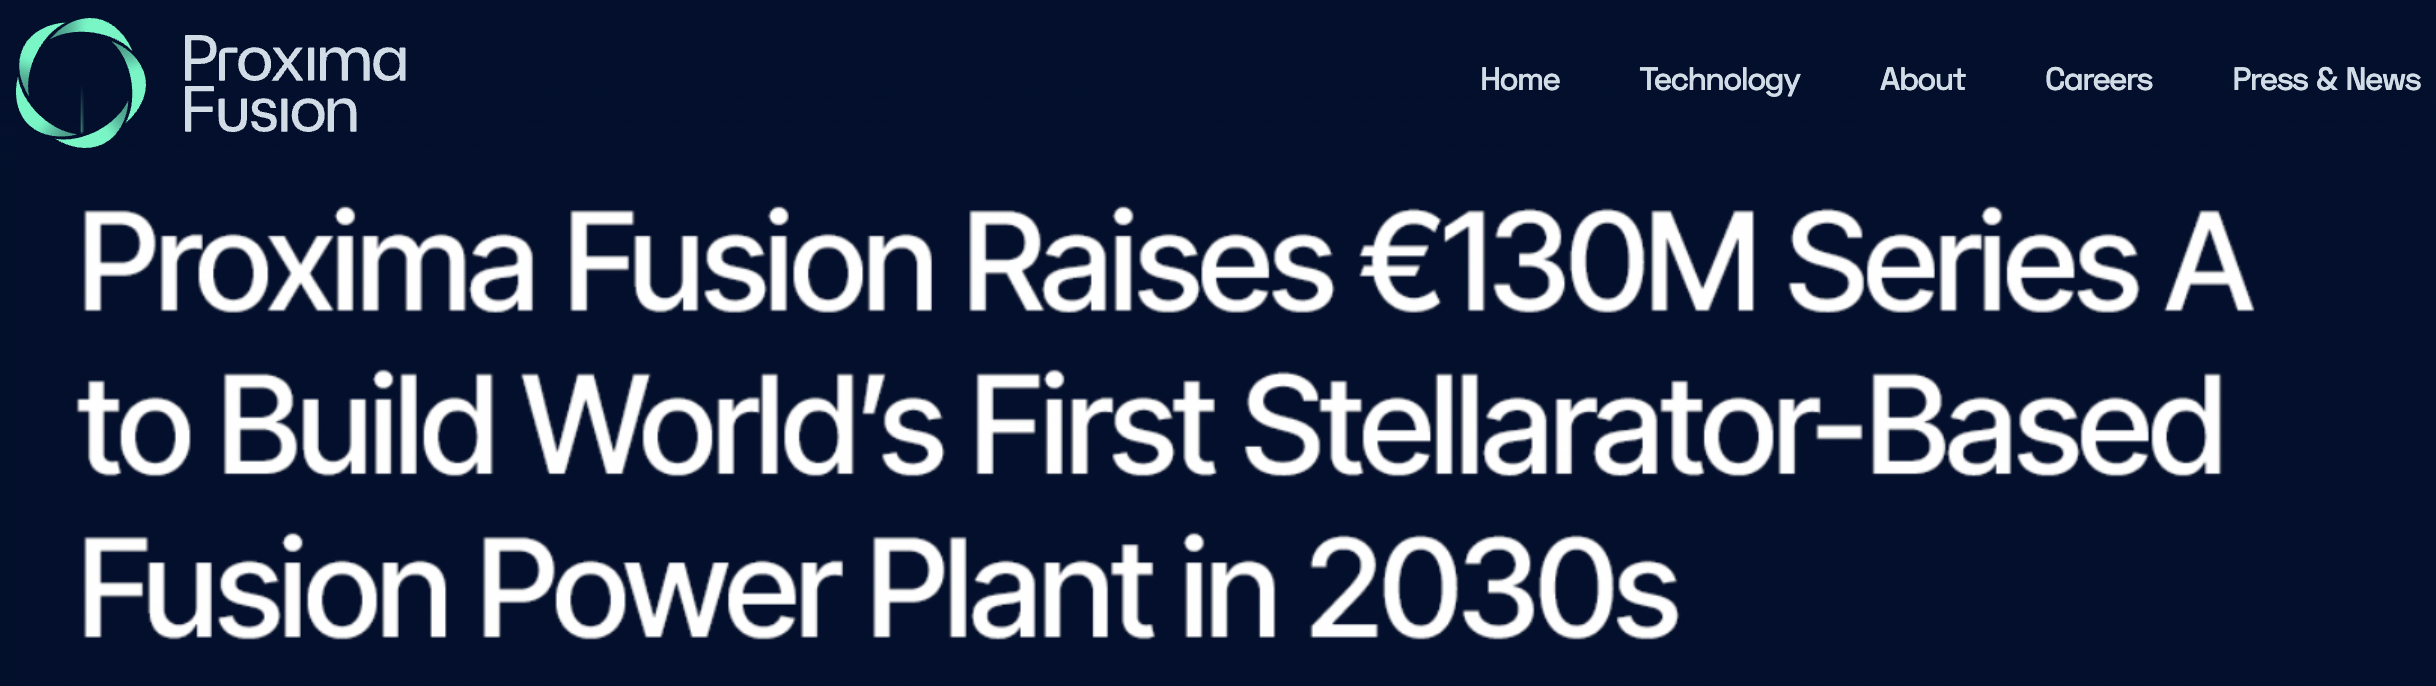 Proxima
Fusion
Home Technology About Careers Press & News
Proxima Fusion Raises €130M Series A
to Build World’s First Stellarator-Based
Fusion Power Plant in 2030s